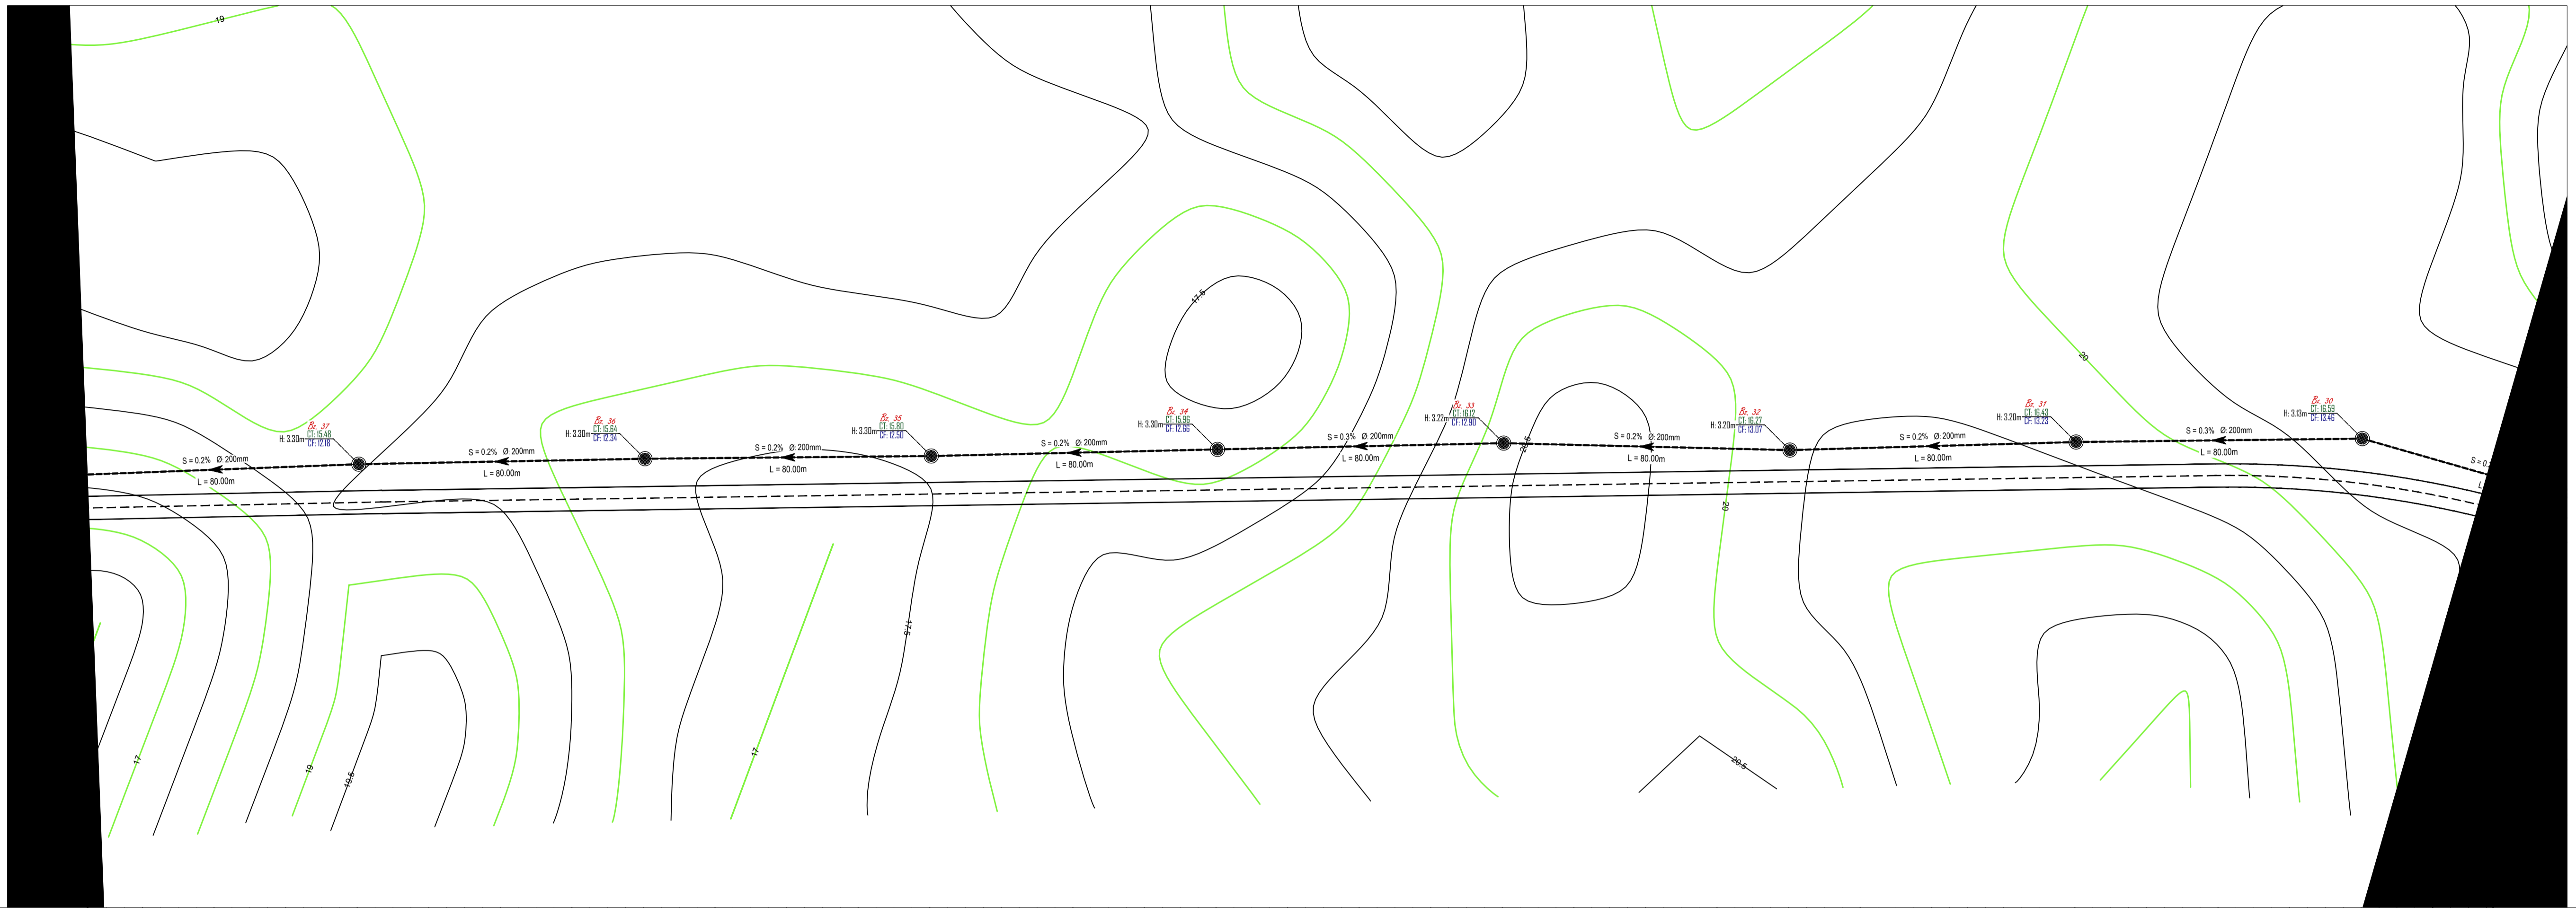 19
17.5
20
Bz. 37
CT: 15.48
H: 3.30m
CF: 12.18
Bz. 36
CT: 15.64
H: 3.30m
CF: 12.34
Bz. 35
CT: 15.80
H: 3.30m
CF: 12.50
Bz. 34
CT: 15.96
H: 3.30m
CF: 12.66
Bz. 33
CT: 16.12
H: 3.22m
CF: 12.90
Bz. 32
CT: 16.27
H: 3.20m
CF: 13.07
Bz. 31
CT: 16.43
H: 3.20m
CF: 13.23
Bz. 30
CT: 16.59
H: 3.13m
CF: 13.46
S = 0.2% Ø: 200mm
L = 80.00m
S = 0.2% Ø: 200mm
L = 80.00m
S = 0.2% Ø: 200mm
L = 80.00m
S = 0.2% Ø: 200mm
L = 80.00m
S = 0.3% Ø: 200mm
L = 80.00m
S = 0.2% Ø: 200mm
L = 80.00m
S = 0.2% Ø: 200mm
L = 80.00m
S = 0.3% Ø: 200mm
L = 80.00m
S = 0.
L
20
17.5
17
19
19.5
17
20.5